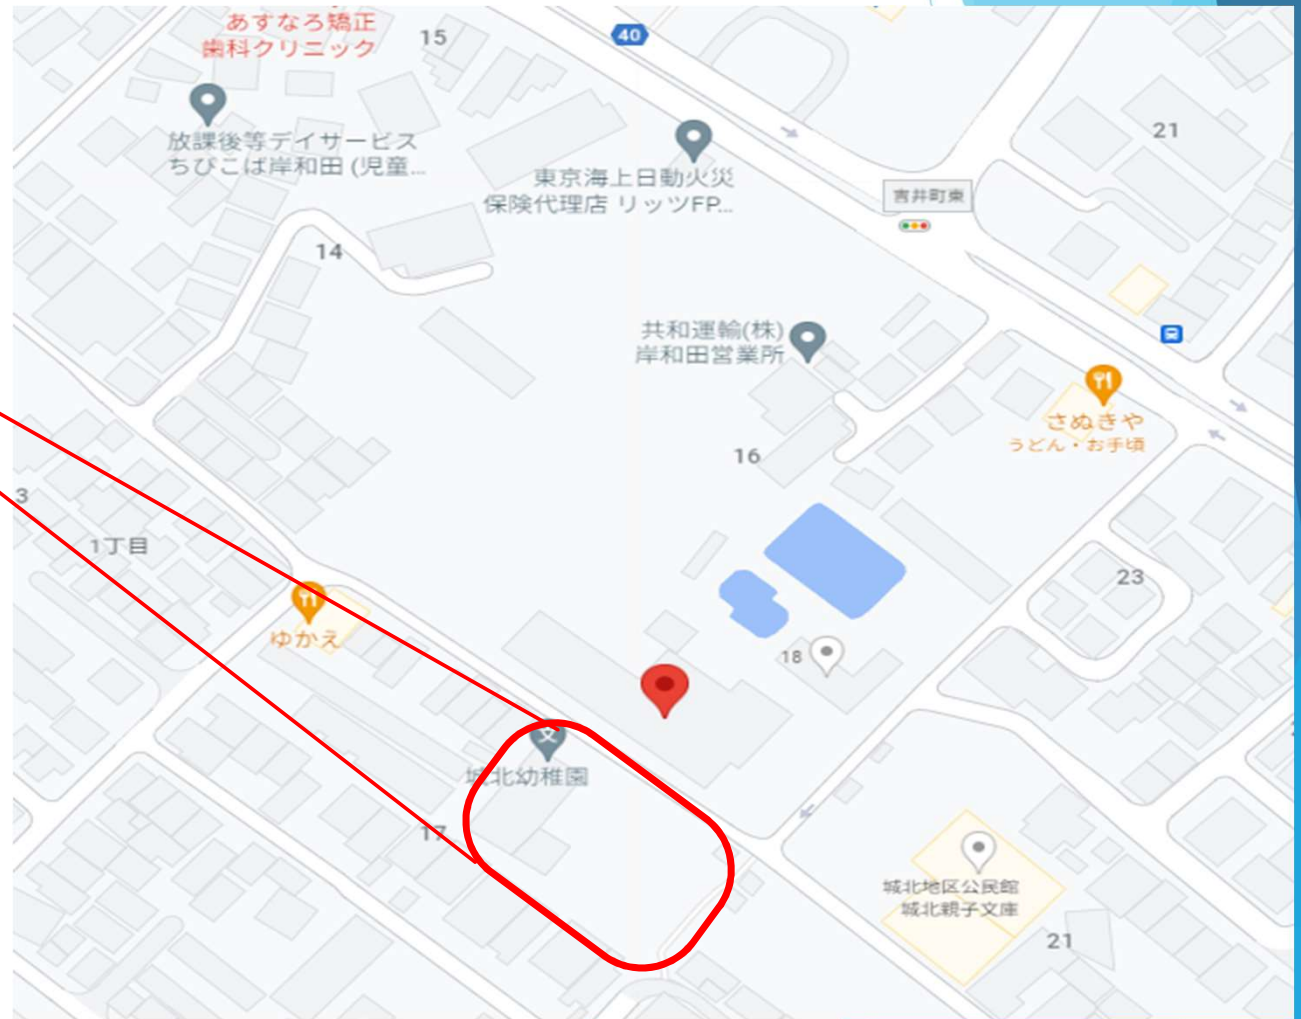 あすなろ矯正
歯科クリニック
15
40
放課後等デイサービス
ちびこば岸和田 (児童...
東京海上日動火災
保険代理店 リッツFP...
21
吉井町東
14
共和運輸(株)
岸和田営業所
さぬきや
うどん・お手頃
16
3
1丁目
23
ゆかえ
18
文
城北幼稚園
17
城北地区公民館
城北親子文庫
21